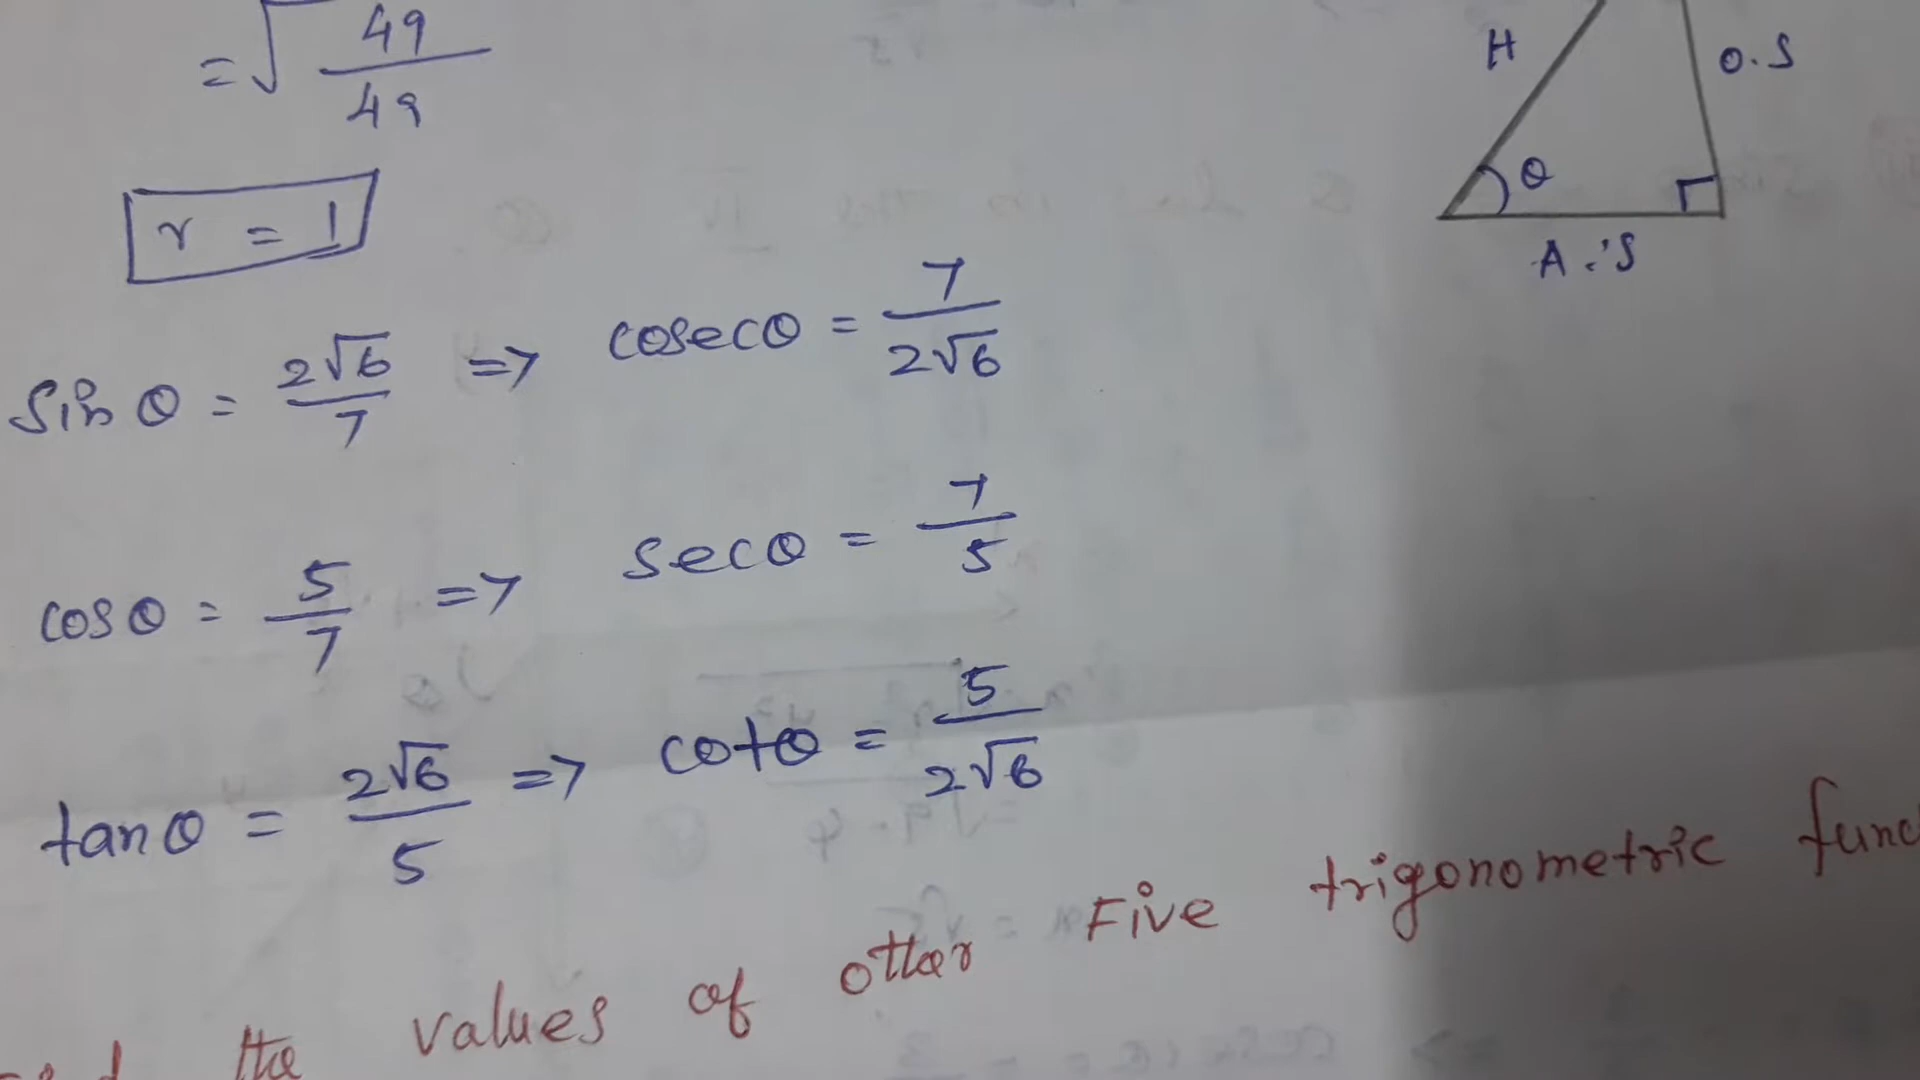 = √49/49
r = 1
H
O.S
θ
A.S
sin θ = 2√6/7 => cosec θ = 7/2√6
cos θ = 5/7 => sec θ = 7/5
tan θ = 2√6/5 => cot θ = 5/2√6
the values of other Five trigonometric func